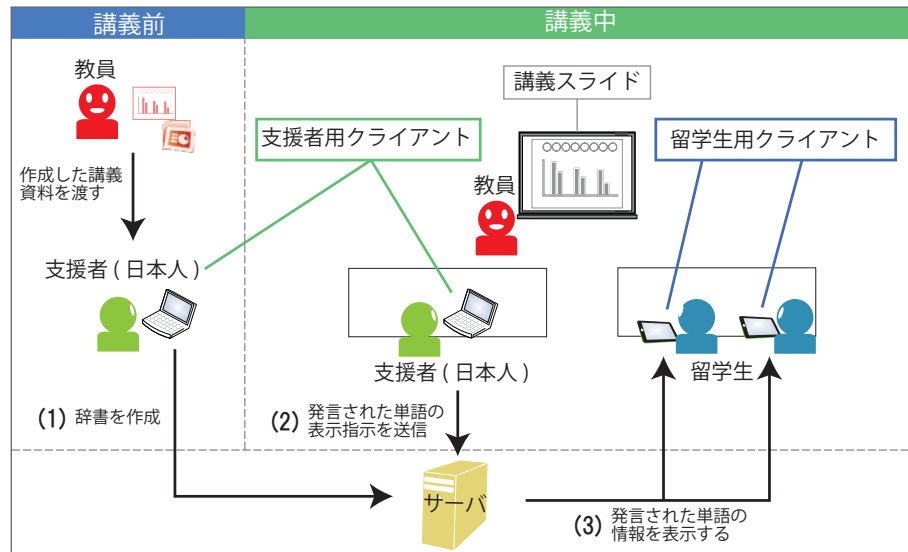 講義前
講義中
教員
作成した講義
資料を渡す
支援者 ( 日本人 )
(1) 辞書を作成
支援者用クライアント
講義スライド
教員
留学生用クライアント
支援者 ( 日本人 )
留学生
(2) 発言された単語の
表示指示を送信
サーバ
(3) 発言された単語の
情報を表示する